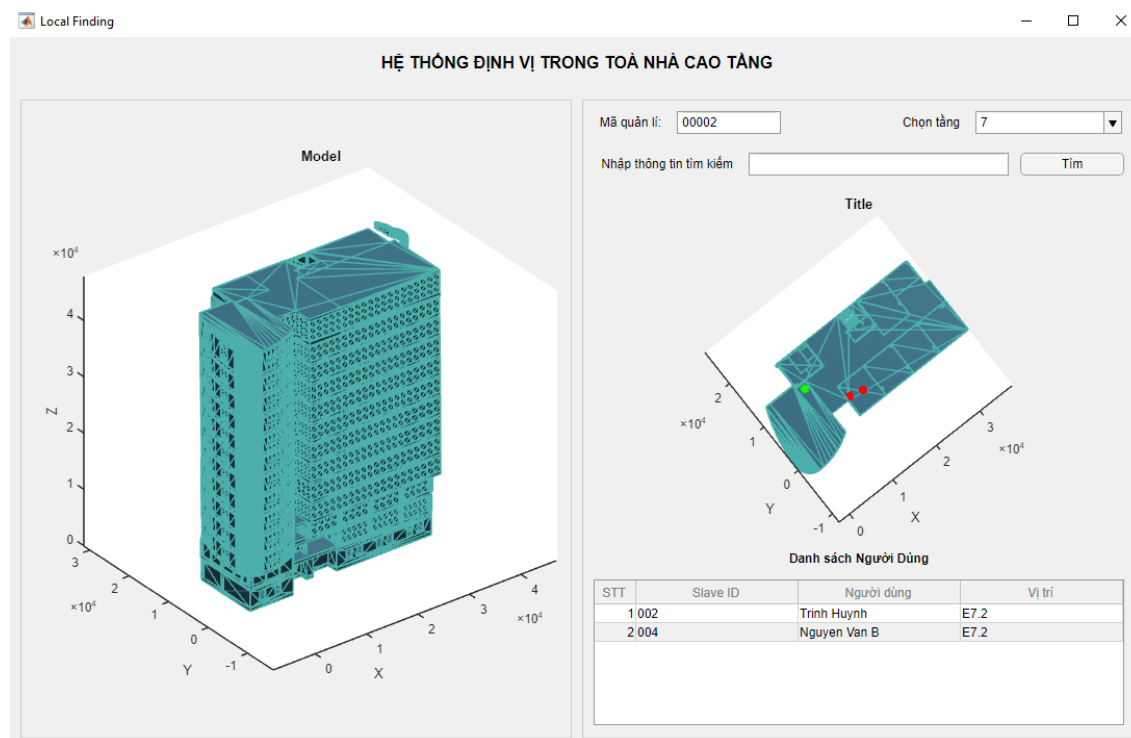 Local Finding
HỆ THỐNG ĐỊNH VỊ TRONG TOÀ NHÀ CAO TẦNG
Model
×10⁴
4
3
2
1
0
Z
3
2
1
0
-1
×10⁴
Y
0
1
2
3
4
×10⁴
X
Mã quản lí: 00002 Chọn tầng 7
Nhập thông tin tìm kiếm Tìm
Title
2
1
0
-1
×10⁴
Y
0
1
2
3
×10⁴
X
Danh sách Người Dùng
STT Slave ID Người dùng Vị trí
1 002 Trinh Huynh E7.2
2 004 Nguyen Van B E7.2